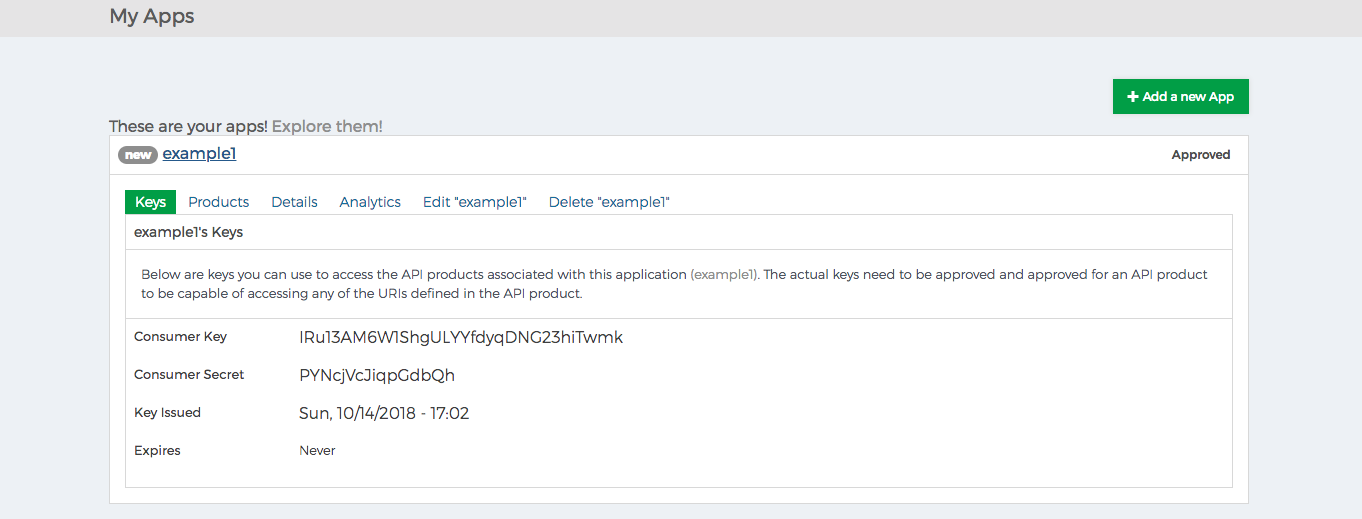 My Apps
+ Add a new App
These are your apps! Explore them!
new example1 Approved
Keys Products Details Analytics Edit "example1" Delete "example1"
example1's Keys
Below are keys you can use to access the API products associated with this application (example1). The actual keys need to be approved and approved for an API product
to be capable of accessing any of the URIs defined in the API product.
Consumer Key IRu13AM6W1ShgULYYfdyqDNG23hiTwmk
Consumer Secret PYNcjVcJiqpGdbQh
Key Issued Sun, 10/14/2018 - 17:02
Expires Never